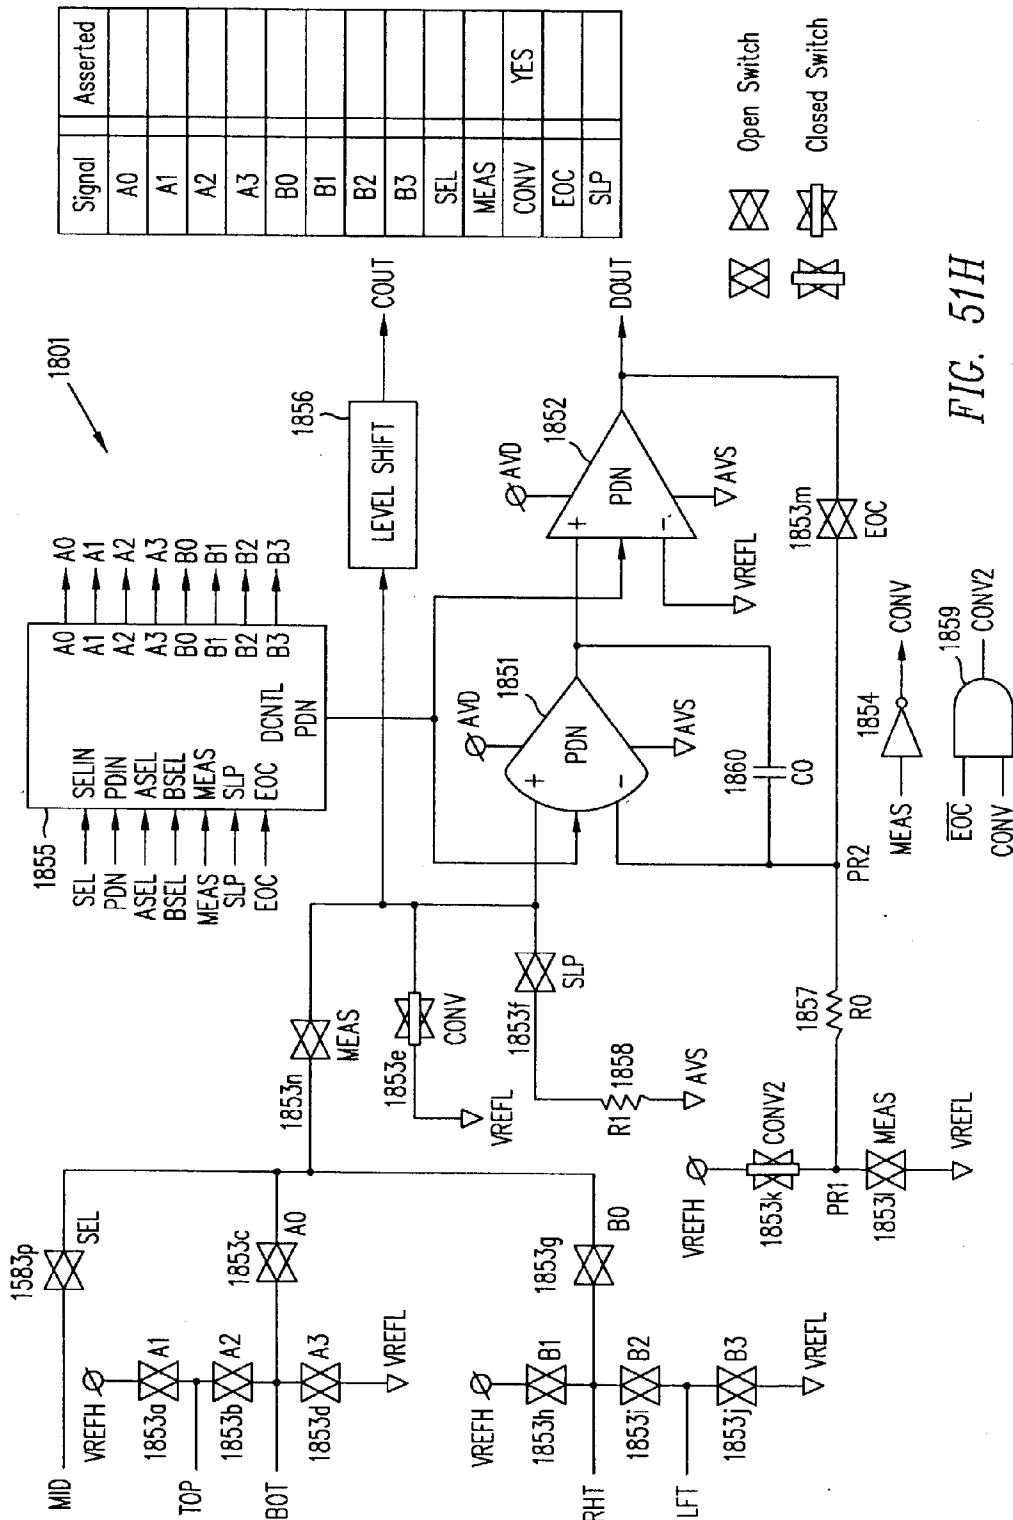 1801
1855
SEL
PDN
ASEL
BSEL
MEAS
SLP
EOC
SELIN
PDIN
ASEL
BSEL
MEAS
SLP
EOC
DCNTL
PDN
A0
A1
A2
A3
B0
B1
B2
B3
A0
A1
A2
A3
B0
B1
B2
B3
Signal Asserted
A0
A1
A2
A3
B0
B1
B2
B3
SEL
MEAS
CONV YES
EOC
SLP
MID
1583p
SEL
VREFH
1853a
A1
TOP
1853b
A2
1853c
A0
BOT
1853d
A3
VREFL
VREFH
1853h
B1
1853g
B0
RHT
1853i
B2
LFT
1853j
B3
VREFL
1853n
MEAS
1853e
CONV
VREFL
1853f
SLP
R1
1858
AVS
1856
LEVEL SHIFT
COUT
AVD
1851
+
PDN
-
AVS
1860
C0
AVD
1852
+
PDN
-
AVS
VREFL
DOUT
1853m
EOC
VREFH
1853k
CONV2
PR1
1853l
MEAS
VREFL
1857
R0
PR2
MEAS
1854
CONV
EOC
CONV
1859
CONV2
Open Switch
Closed Switch
FIG. 51H